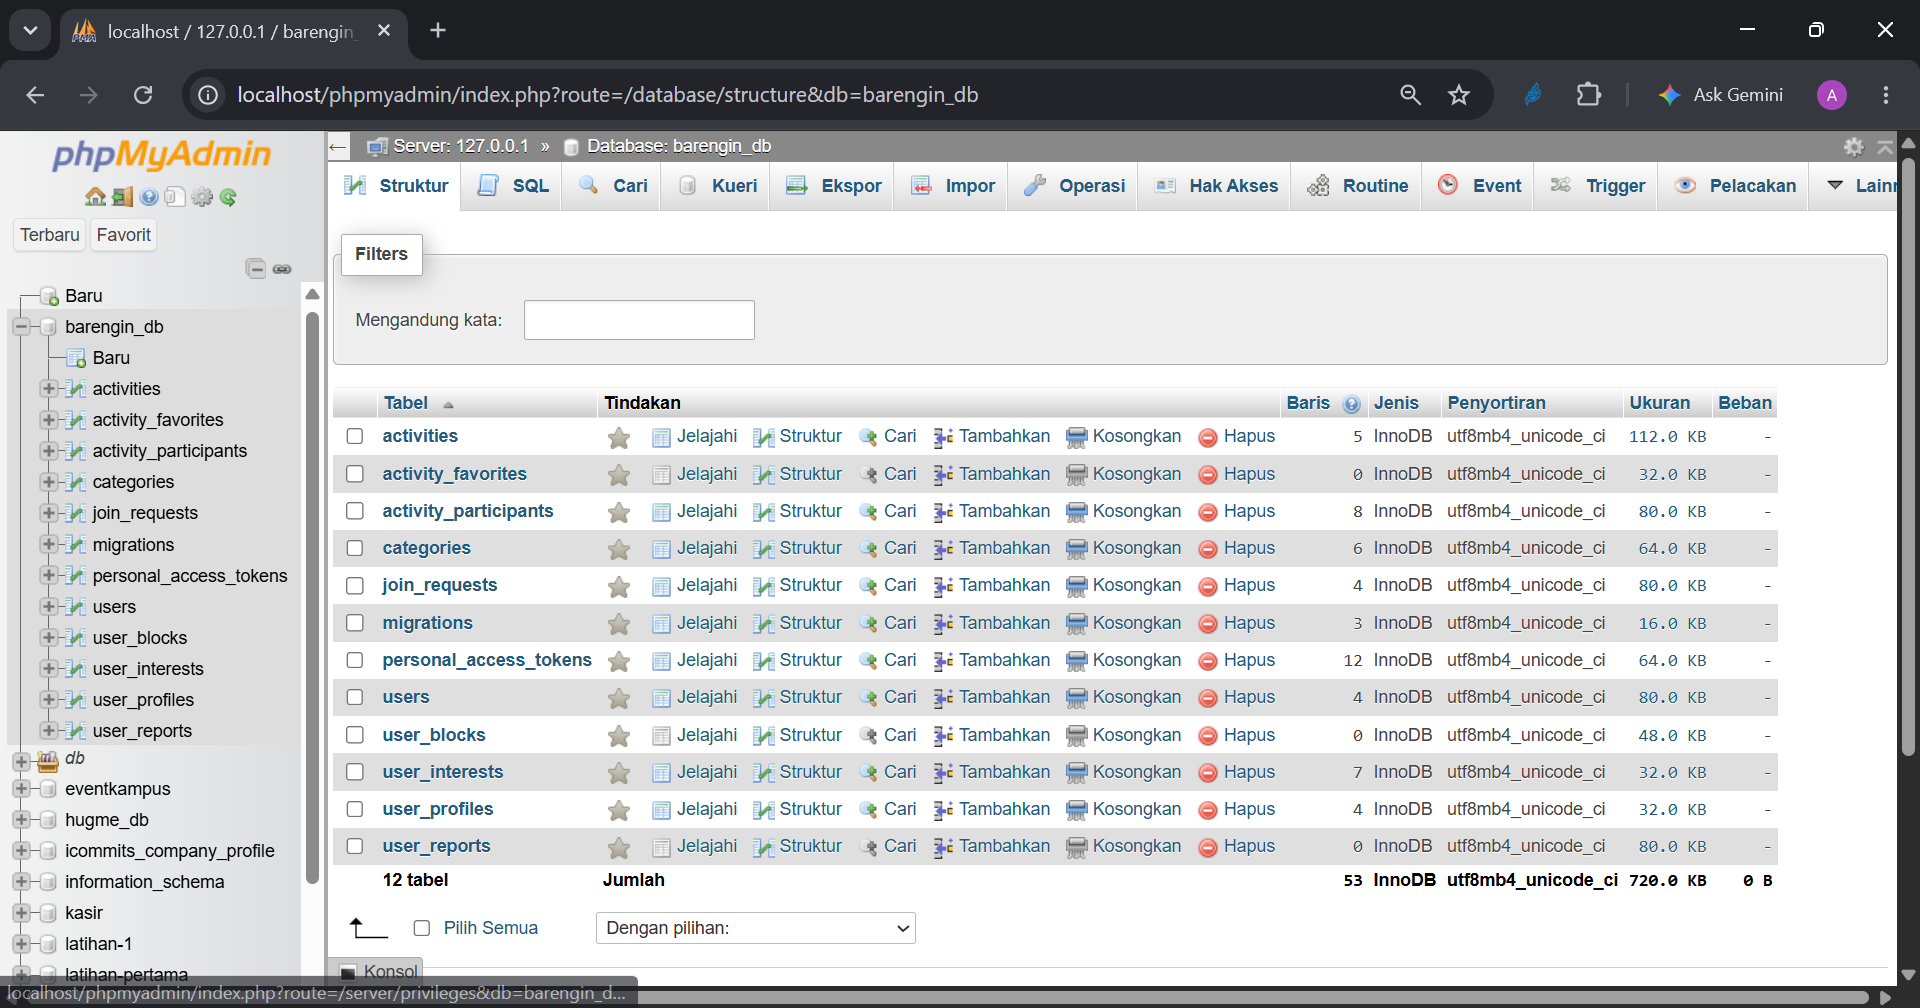 localhost / 127.0.0.1 / barengin_
localhost/phpmyadmin/index.php?route=/database/structure&db=barengin_db
Ask Gemini
A
phpMyAdmin
Terbaru Favorit
Baru
barengin_db
Baru
activities
activity_favorites
activity_participants
categories
join_requests
migrations
personal_access_tokens
users
user_blocks
user_interests
user_profiles
user_reports
db
eventkampus
hugme_db
icommits_company_profile
information_schema
kasir
latihan-1
latihan-pertama
Server: 127.0.0.1 » Database: barengin_db
Struktur SQL Cari Kueri Ekspor Impor Operasi Hak Akses Routine Event Trigger Pelacakan
Filters
Mengandung kata:
Tabel Tindakan Baris Jenis Penyortiran Ukuran Beban
activities Jelajahi Struktur Cari Tambahkan Kosongkan Hapus 5 InnoDB utf8mb4_unicode_ci 112.0 KB -
activity_favorites Jelajahi Struktur Cari Tambahkan Kosongkan Hapus 0 InnoDB utf8mb4_unicode_ci 32.0 KB -
activity_participants Jelajahi Struktur Cari Tambahkan Kosongkan Hapus 8 InnoDB utf8mb4_unicode_ci 80.0 KB -
categories Jelajahi Struktur Cari Tambahkan Kosongkan Hapus 6 InnoDB utf8mb4_unicode_ci 64.0 KB -
join_requests Jelajahi Struktur Cari Tambahkan Kosongkan Hapus 4 InnoDB utf8mb4_unicode_ci 80.0 KB -
migrations Jelajahi Struktur Cari Tambahkan Kosongkan Hapus 3 InnoDB utf8mb4_unicode_ci 16.0 KB -
personal_access_tokens Jelajahi Struktur Cari Tambahkan Kosongkan Hapus 12 InnoDB utf8mb4_unicode_ci 64.0 KB -
users Jelajahi Struktur Cari Tambahkan Kosongkan Hapus 4 InnoDB utf8mb4_unicode_ci 80.0 KB -
user_blocks Jelajahi Struktur Cari Tambahkan Kosongkan Hapus 0 InnoDB utf8mb4_unicode_ci 48.0 KB -
user_interests Jelajahi Struktur Cari Tambahkan Kosongkan Hapus 7 InnoDB utf8mb4_unicode_ci 32.0 KB -
user_profiles Jelajahi Struktur Cari Tambahkan Kosongkan Hapus 4 InnoDB utf8mb4_unicode_ci 32.0 KB -
user_reports Jelajahi Struktur Cari Tambahkan Kosongkan Hapus 0 InnoDB utf8mb4_unicode_ci 80.0 KB -
12 tabel Jumlah 53 InnoDB utf8mb4_unicode_ci 720.0 KB 0 B
Pilih Semua Dengan pilihan:
Konsol
localhost/phpmyadmin/index.php?route=/server/privileges&db=barengin_d...